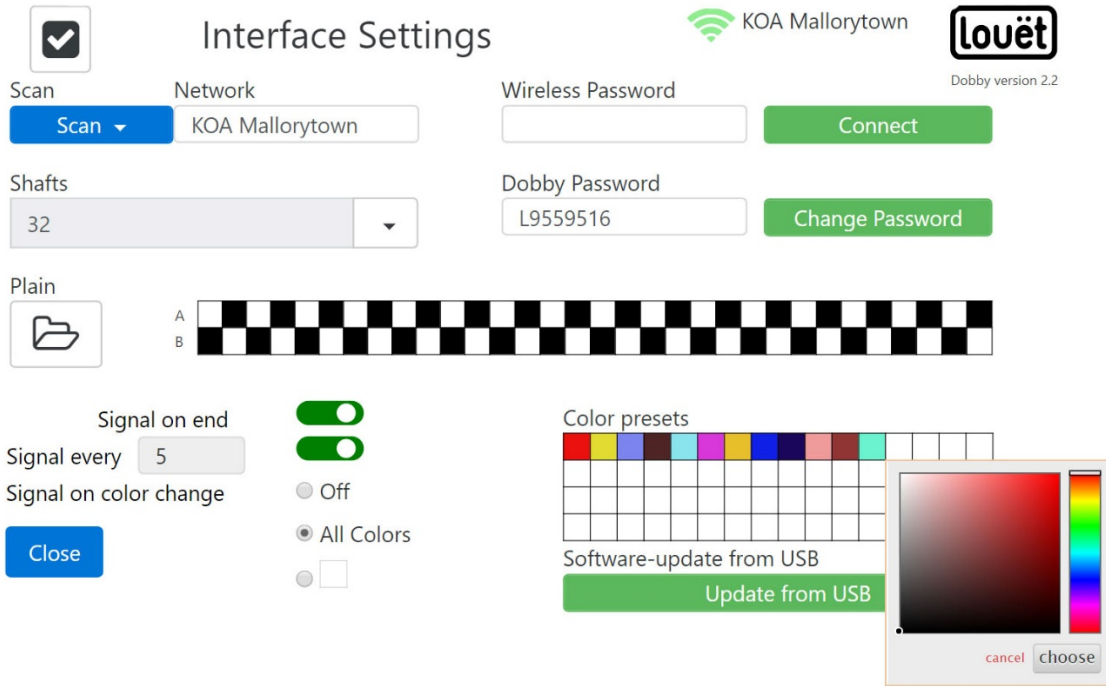 Interface Settings
KOA Mallorytown
louët
Dobby version 2.2
Scan
Network
Wireless Password
Scan
KOA Mallorytown
Connect
Shafts
Dobby Password
32
L9559516
Change Password
Plain
A
B
Signal on end
Color presets
Signal every 5
Signal on color change
Off
All Colors
Close
Software-update from USB
Update from USB
cancel choose